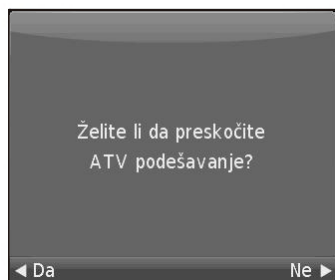 Želite li da preskočite
ATV podešavanje?
◄ Da Ne ►